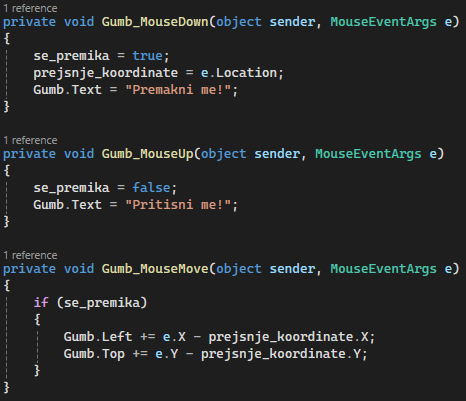 1 reference
private void Gumb_MouseDown(object sender, MouseEventArgs e)
{
    se_premika = true;
    prejsnje_koordinate = e.Location;
    Gumb.Text = "Premakni me!";
}
1 reference
private void Gumb_MouseUp(object sender, MouseEventArgs e)
{
    se_premika = false;
    Gumb.Text = "Pritisni me!";
}
1 reference
private void Gumb_MouseMove(object sender, MouseEventArgs e)
{
    if (se_premika)
    {
        Gumb.Left += e.X - prejsnje_koordinate.X;
        Gumb.Top += e.Y - prejsnje_koordinate.Y;
    }
}